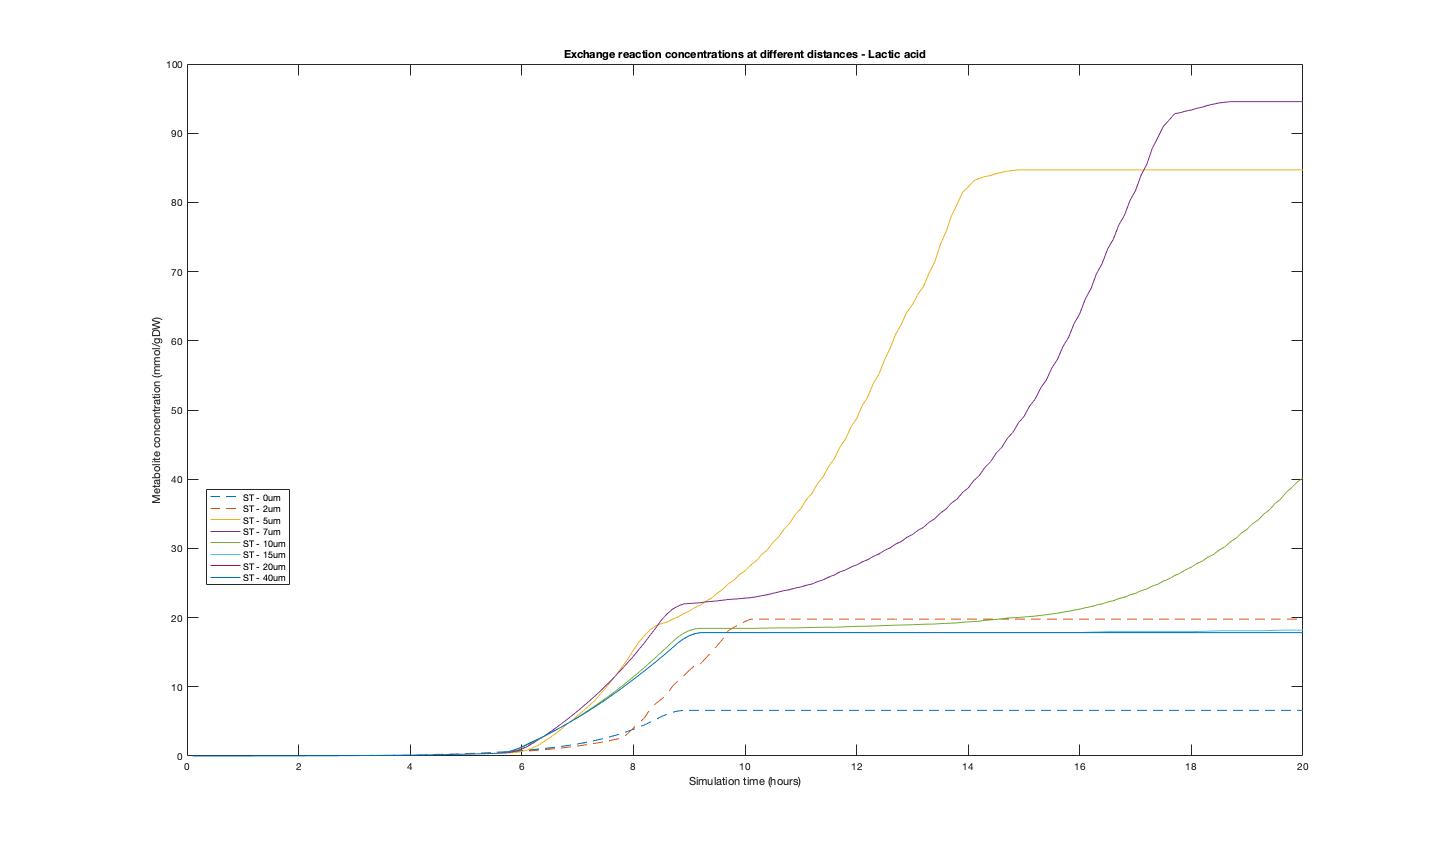 Exchange reaction concentrations at different distances - Lactic acid
100
90
80
70
60
50
40
30
20
10
0
Metabolite concentration (mmol/gDW)
ST - 0um
ST - 2um
ST - 5um
ST - 7um
ST - 10um
ST - 15um
ST - 20um
ST - 40um
0 2 4 6 8 10 12 14 16 18 20
Simulation time (hours)